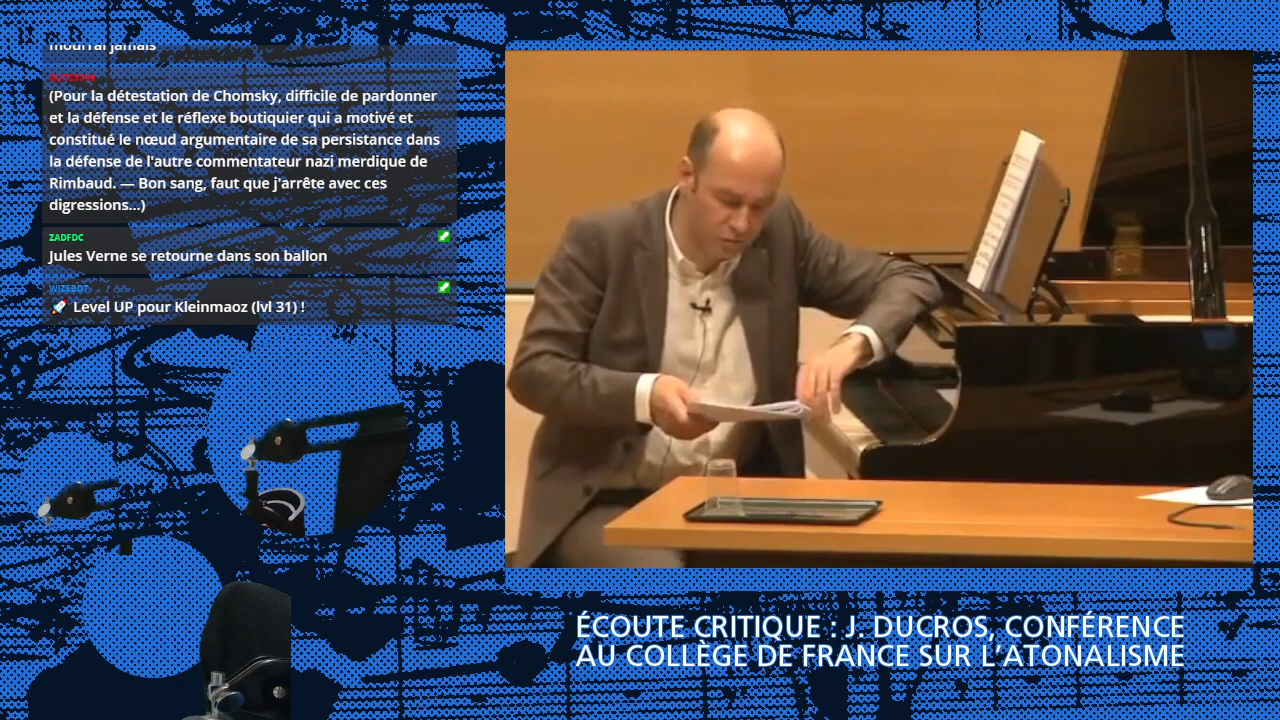 mourrai jamais
(Pour la détestation de Chomsky, difficile de pardonner
et la défense et le réflexe boutiquier qui a motivé et
constitué le nœud argumentaire de sa persistance dans
la défense de l'autre commentateur nazi merdique de
Rimbaud. — Bon sang, faut que j'arrête avec ces
digressions...)
ZADFDC
Jules Verne se retourne dans son ballon
WIZEBOT
🚀 Level UP pour Kleinmaoz (lvl 31) !
ÉCOUTE CRITIQUE : J. DUCROS, CONFÉRENCE
AU COLLÈGE DE FRANCE SUR L’ATONALISME